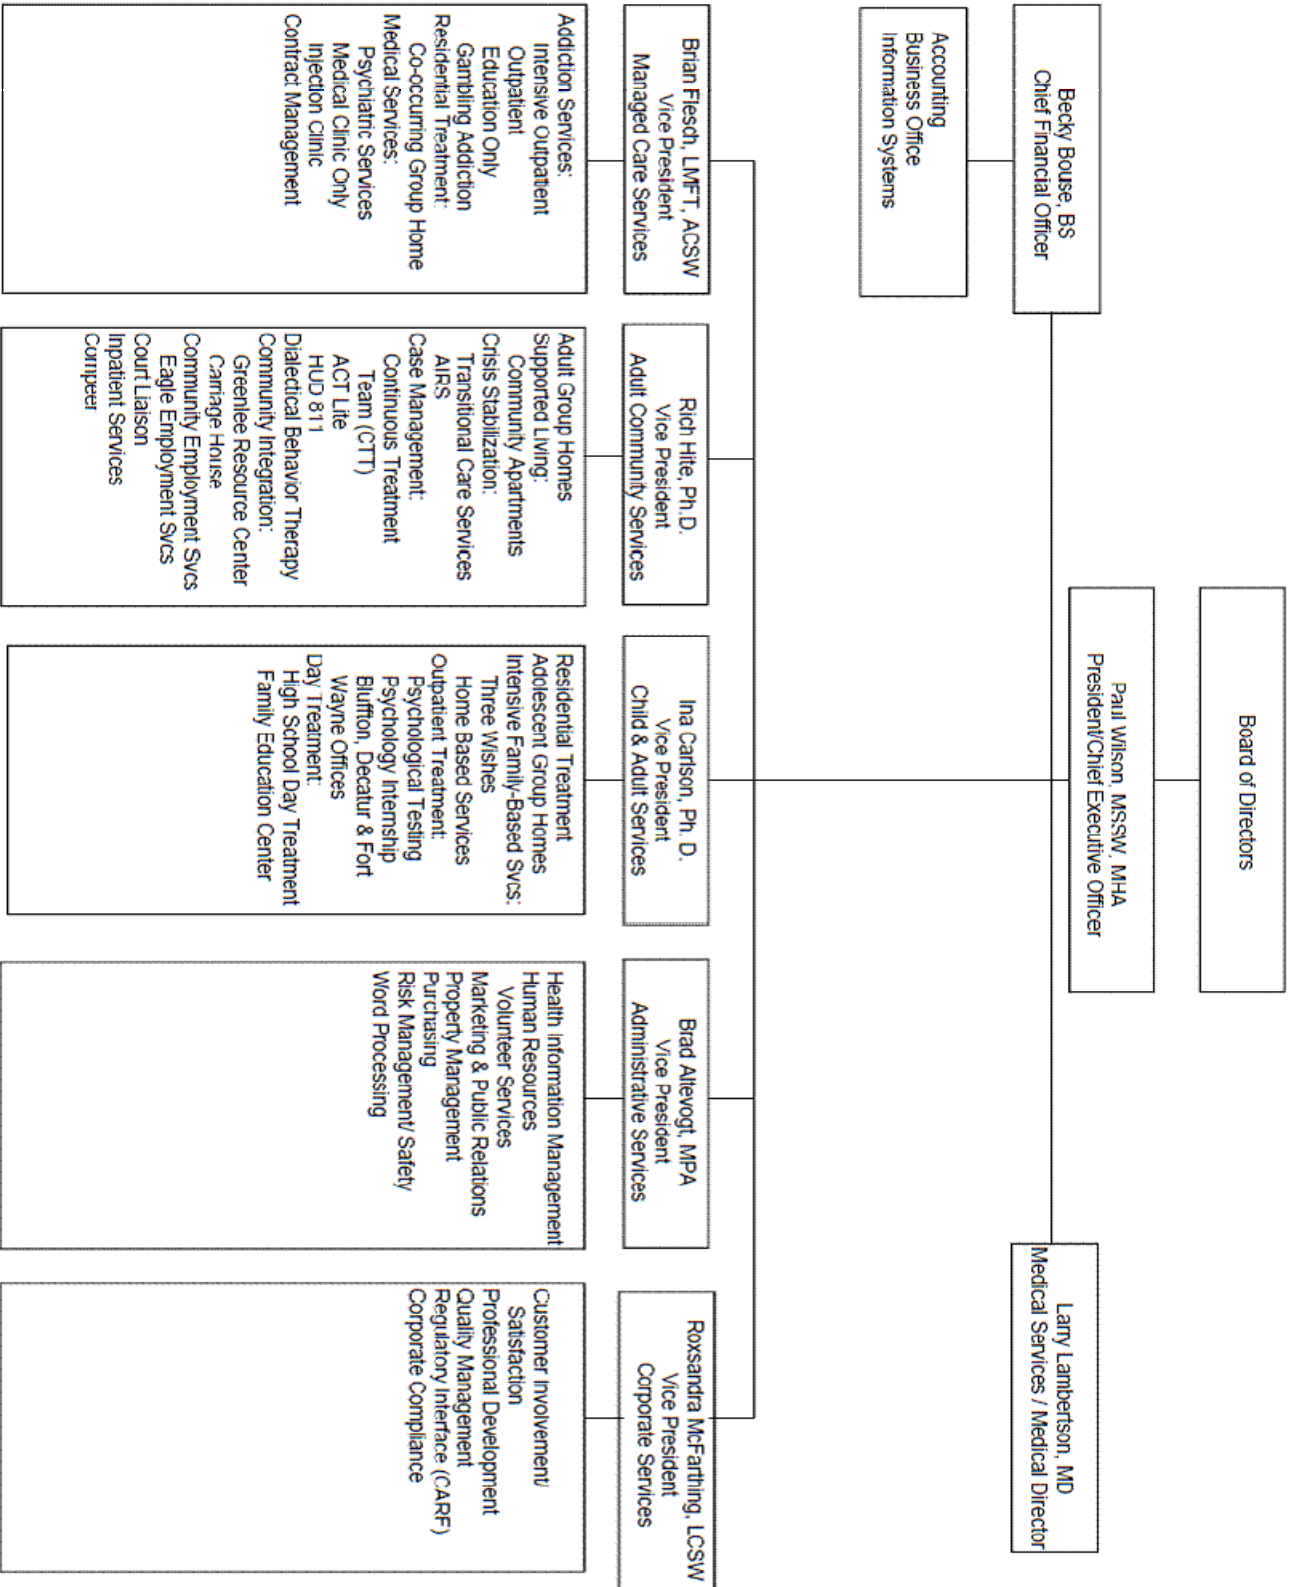 Board of Directors
Paul Wilson, MSSW, MHA
President/Chief Executive Officer
Becky Bouse, BS
Chief Financial Officer
Larry Lambertson, MD
Medical Services / Medical Director
Accounting
Business Office
Information Systems
Brian Flesch, LMFT, ACSW
Vice President
Managed Care Services
Rich Hite, Ph.D.
Vice President
Adult Community Services
Ina Carlson, Ph. D.
Vice President
Child & Adult Services
Brad Altevogt, MPA
Vice President
Administrative Services
Roxsandra McFarthing, LCSW
Vice President
Corporate Services
Addiction Services:
Intensive Outpatient
Outpatient
Education Only
Gambling Addiction
Residential Treatment:
Co-occurring Group Home
Medical Services:
Psychiatric Services
Medical Clinic Only
Injection Clinic
Contract Management
Adult Group Homes
Supported Living:
Community Apartments
Crisis Stabilization:
Transitional Care Services
AIRS
Case Management:
Continuous Treatment
Team (CTT)
ACT Lite
HUD 811
Dialectical Behavior Therapy
Community Integration:
Greenlee Resource Center
Carriage House
Community Employment Svcs
Eagle Employment Svcs
Court Liaison
Inpatient Services
Compeer
Residential Treatment
Adolescent Group Homes
Intensive Family-Based Svcs:
Three Wishes
Home Based Services
Outpatient Treatment:
Psychological Testing
Psychology Internship
Bluffton, Decatur & Fort
Wayne Offices
Day Treatment:
High School Day Treatment
Family Education Center
Health Information Management
Human Resources
Volunteer Services
Marketing & Public Relations
Property Management
Purchasing
Risk Management/ Safety
Word Processing
Customer Involvement/
Satisfaction
Professional Development
Quality Management
Regulatory Interface (CARF)
Corporate Compliance